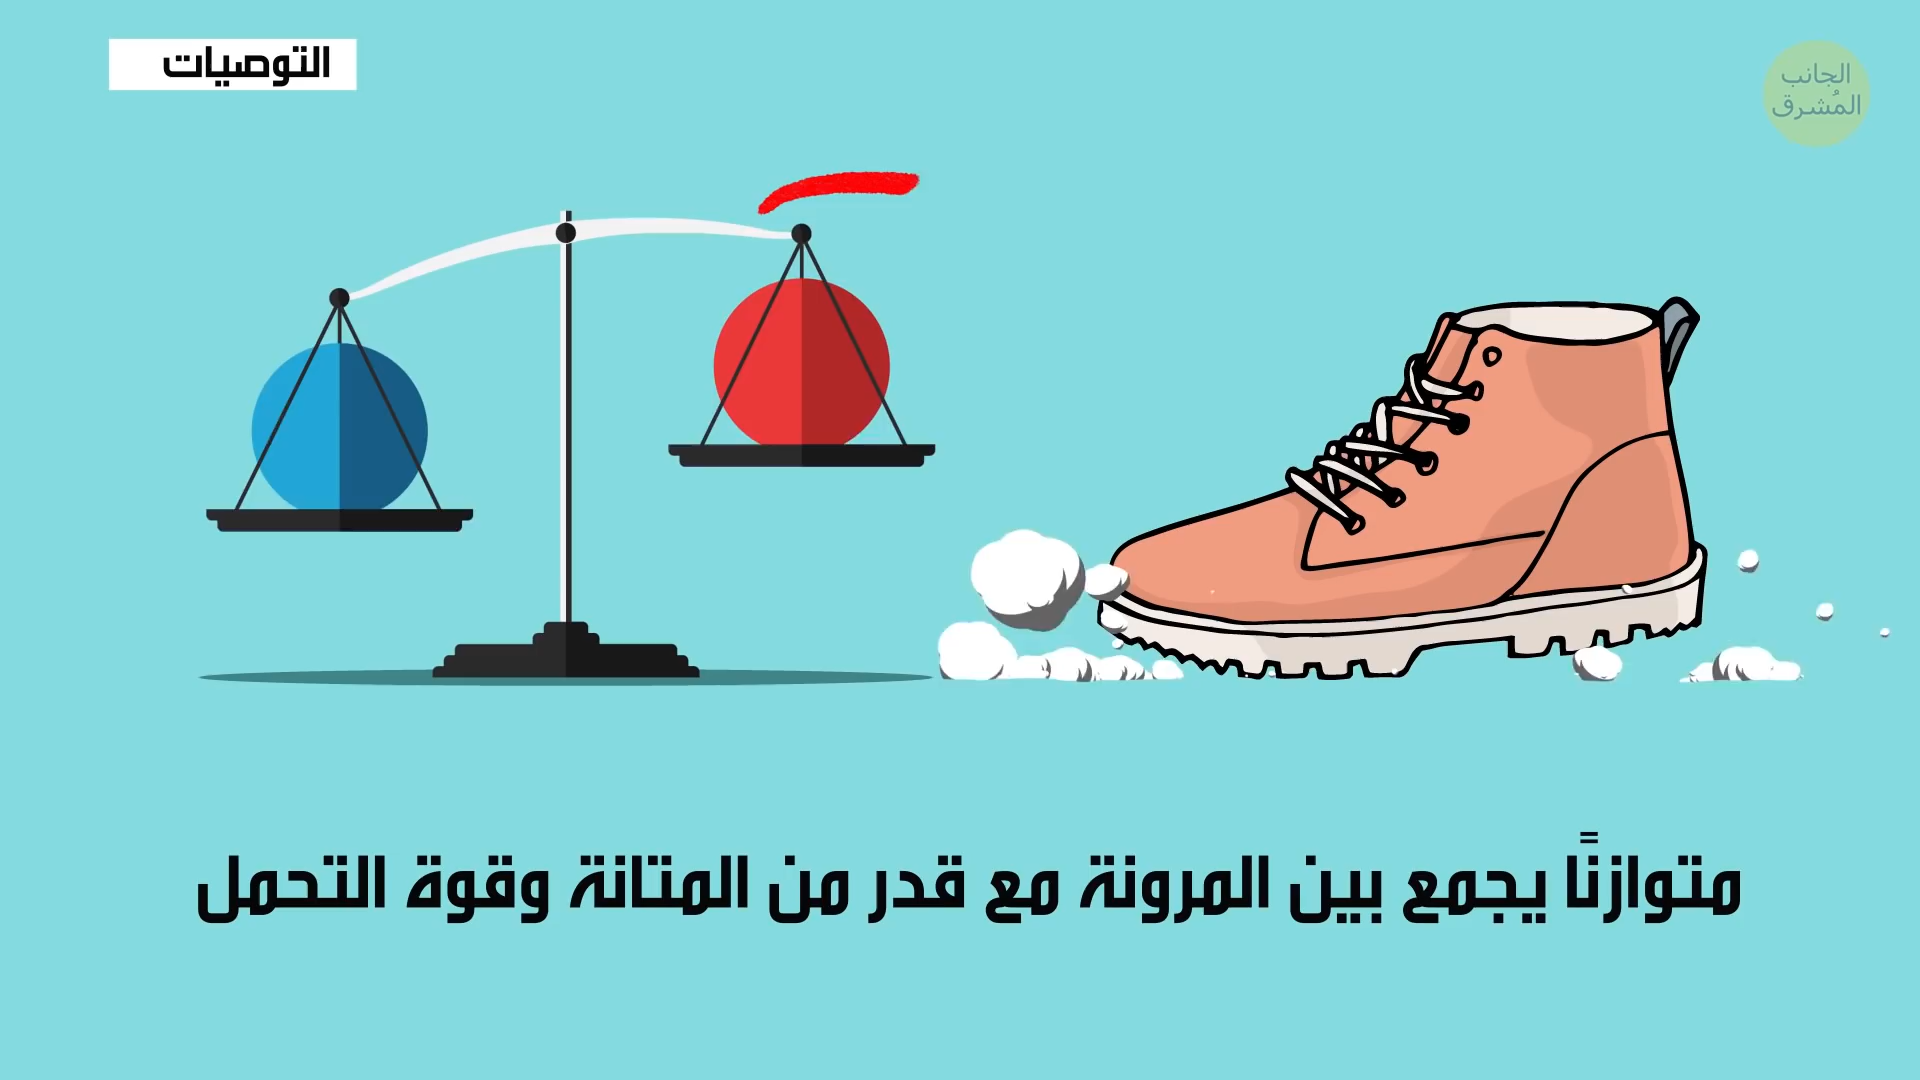 التوصيات
الجانب
المُشرق
متوازنًا يجمع بين المرونة مع قدر من المتانة وقوة التحمل